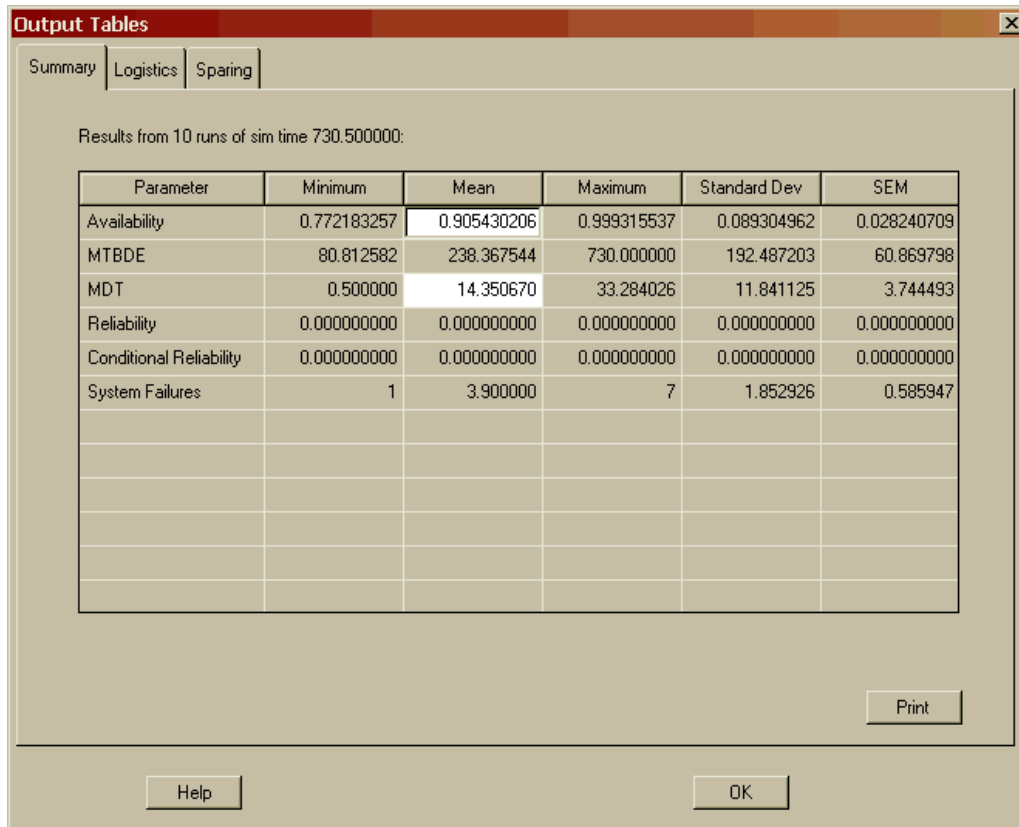 Output Tables
Summary Logistics Sparing
Results from 10 runs of sim time 730.500000:
Parameter Minimum Mean Maximum Standard Dev SEM
Availability 0.772183257 0.905430206 0.999315537 0.089304962 0.028240709
MTBDE 80.812582 238.367544 730.000000 192.487203 60.869798
MDT 0.500000 14.350670 33.284026 11.841125 3.744493
Reliability 0.000000000 0.000000000 0.000000000 0.000000000 0.000000000
Conditional Reliability 0.000000000 0.000000000 0.000000000 0.000000000 0.000000000
System Failures 1 3.900000 7 1.852926 0.585947
Print
Help OK